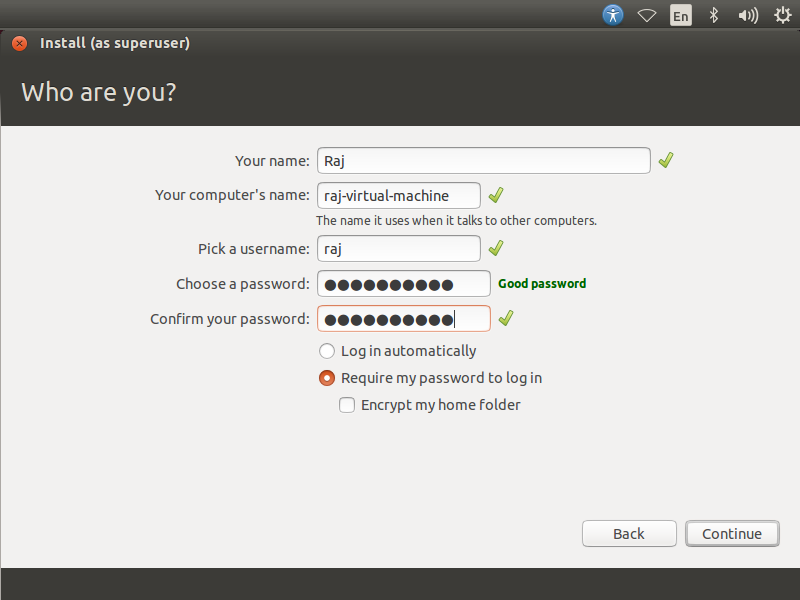 En
Install (as superuser)
Who are you?
Your name: Raj
Your computer's name: raj-virtual-machine
The name it uses when it talks to other computers.
Pick a username: raj
Choose a password: ●●●●●●●●●● Good password
Confirm your password: ●●●●●●●●●●
Log in automatically
Require my password to log in
Encrypt my home folder
Back Continue